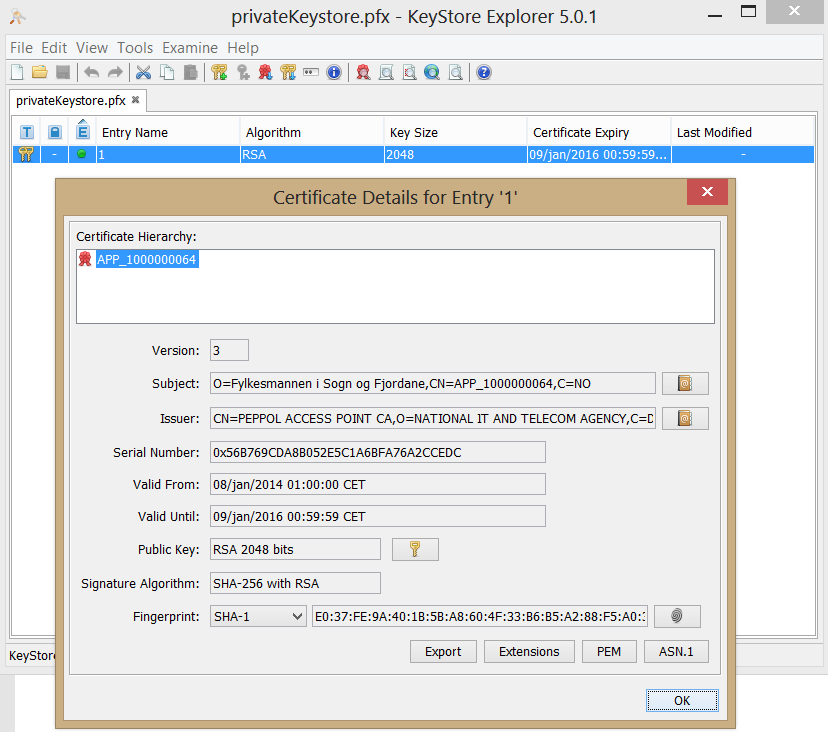 privateKeystore.pfx - KeyStore Explorer 5.0.1
File Edit View Tools Examine Help
privateKeystore.pfx
T E Entry Name Algorithm Key Size Certificate Expiry Last Modified
- 1 RSA 2048 09/jan/2016 00:59:59... -
Certificate Details for Entry '1'
Certificate Hierarchy:
APP_1000000064
Version: 3
Subject: O=Fylkesmannen i Sogn og Fjordane,CN=APP_1000000064,C=NO
Issuer: CN=PEPPOL ACCESS POINT CA,O=NATIONAL IT AND TELECOM AGENCY,C=D
Serial Number: 0x56B769CDA8B052E5C1A6BFA76A2CCEDC
Valid From: 08/jan/2014 01:00:00 CET
Valid Until: 09/jan/2016 00:59:59 CET
Public Key: RSA 2048 bits
Signature Algorithm: SHA-256 with RSA
Fingerprint: SHA-1 E0:37:FE:9A:40:1B:5B:A8:60:4F:33:B6:B5:A2:88:F5:A0:
Export Extensions PEM ASN.1
KeyStore
OK